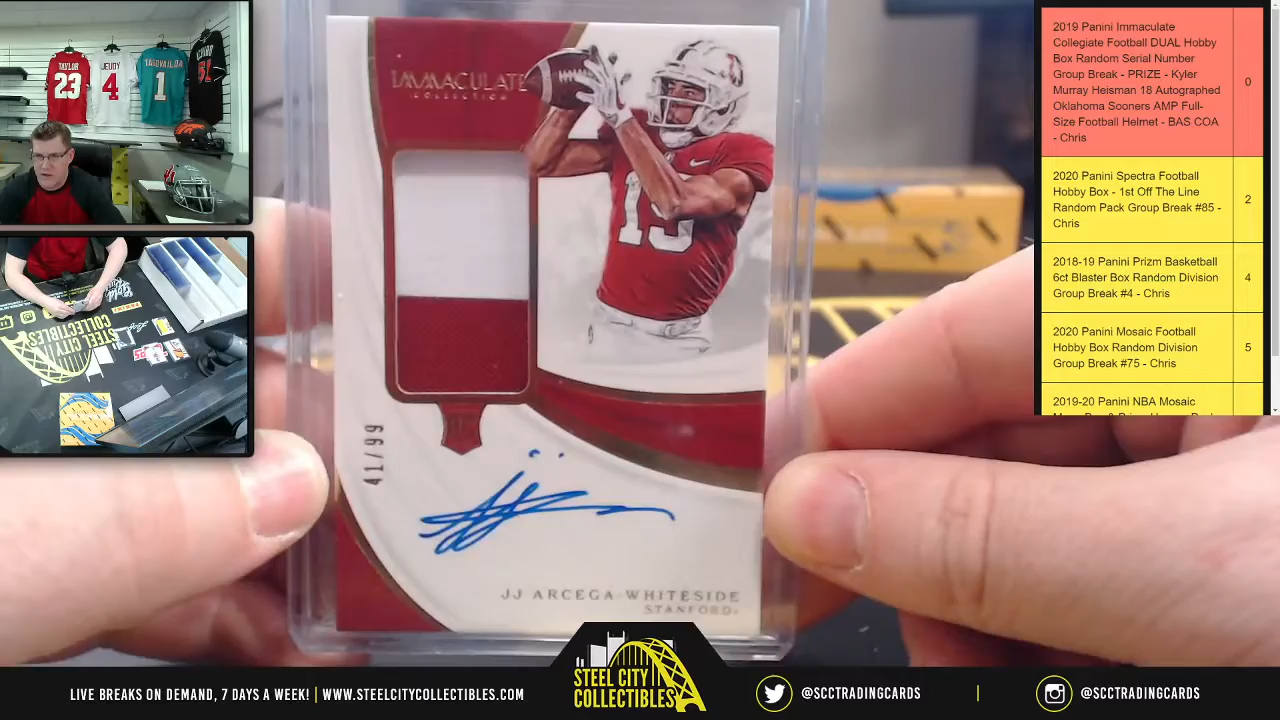 TAYLOR
23
JEUDY
4
TAGOVAILOA
1
51
STEEL CITY
COLLECTIBLES
IMMACULATE
COLLECTION
19
41/99
JJ ARCEGA-WHITESIDE
STANFORD
2019 Panini Immaculate
Collegiate Football DUAL Hobby
Box Random Serial Number
Group Break - PRIZE - Kyler
Murray Heisman 18 Autographed
Oklahoma Sooners AMP Full-
Size Football Helmet - BAS COA
- Chris
0
2020 Panini Spectra Football
Hobby Box - 1st Off The Line
Random Pack Group Break #85 -
Chris
2
2018-19 Panini Prizm Basketball
6ct Blaster Box Random Division
Group Break #4 - Chris
4
2020 Panini Mosaic Football
Hobby Box Random Division
Group Break #75 - Chris
5
2019-20 Panini NBA Mosaic
LIVE BREAKS ON DEMAND, 7 DAYS A WEEK! | WWW.STEELCITYCOLLECTIBLES.COM
STEEL CITY
COLLECTIBLES
@SCCTRADINGCARDS
|
@SCCTRADINGCARDS